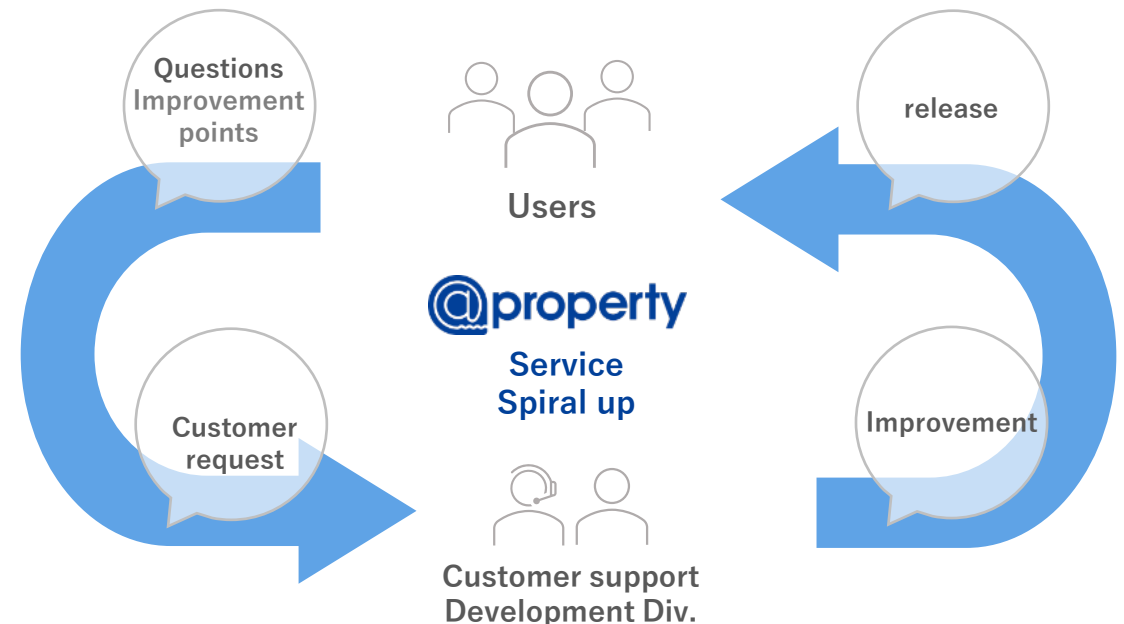 Questions
Improvement
points
release
Users
@property
Service
Spiral up
Customer
request
Improvement
Customer support
Development Div.